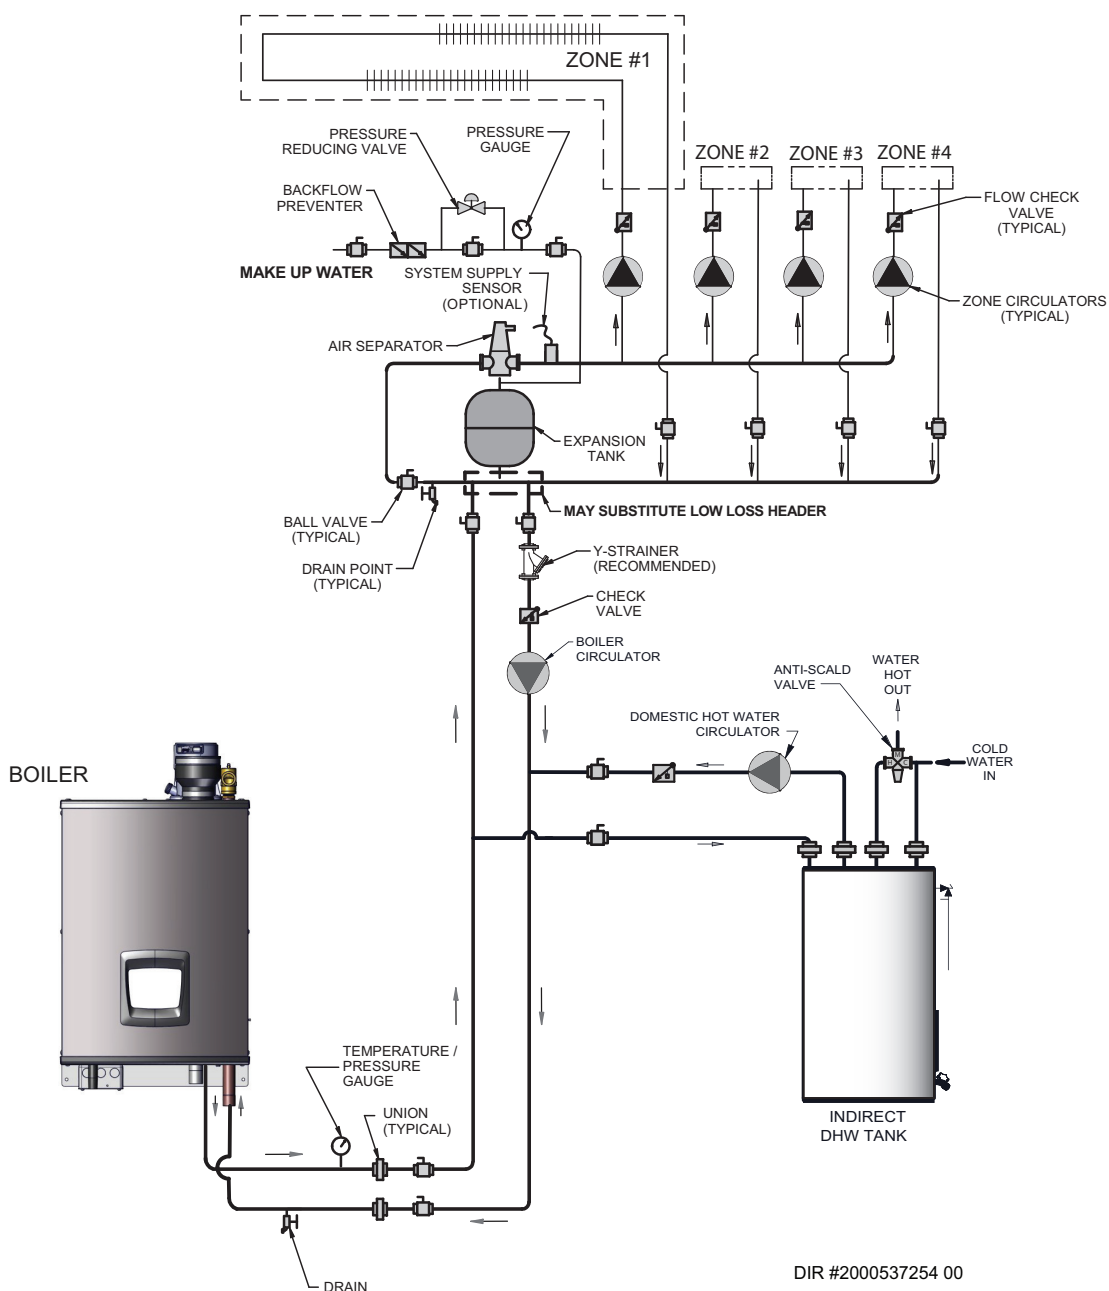 ZONE #1
PRESSURE
REDUCING VALVE
PRESSURE
GAUGE
ZONE #2
ZONE #3
ZONE #4
BACKFLOW
PREVENTER
FLOW CHECK
VALVE
(TYPICAL)
MAKE UP WATER
SYSTEM SUPPLY
SENSOR
(OPTIONAL)
ZONE CIRCULATORS
(TYPICAL)
AIR SEPARATOR
EXPANSION
TANK
MAY SUBSTITUTE LOW LOSS HEADER
BALL VALVE
(TYPICAL)
DRAIN POINT
(TYPICAL)
Y-STRAINER
(RECOMMENDED)
CHECK
VALVE
BOILER
CIRCULATOR
WATER
HOT
OUT
ANTI-SCALD
VALVE
DOMESTIC HOT WATER
CIRCULATOR
M
H
C
COLD
WATER
IN
BOILER
TEMPERATURE /
PRESSURE
GAUGE
UNION
(TYPICAL)
INDIRECT
DHW TANK
DRAIN
DIR #2000537254 00